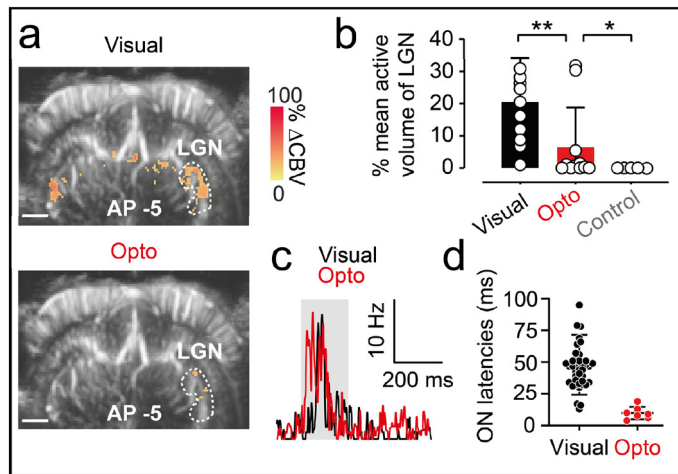 a
Visual
100
% ΔCBV
0
LGN
AP -5
Opto
LGN
AP -5
b
** *
% mean active
volume of LGN
40
30
20
10
0
Visual
Opto
Control
c
Visual
Opto
10 Hz
200 ms
d
ON latencies (ms)
100
75
50
25
0
Visual Opto